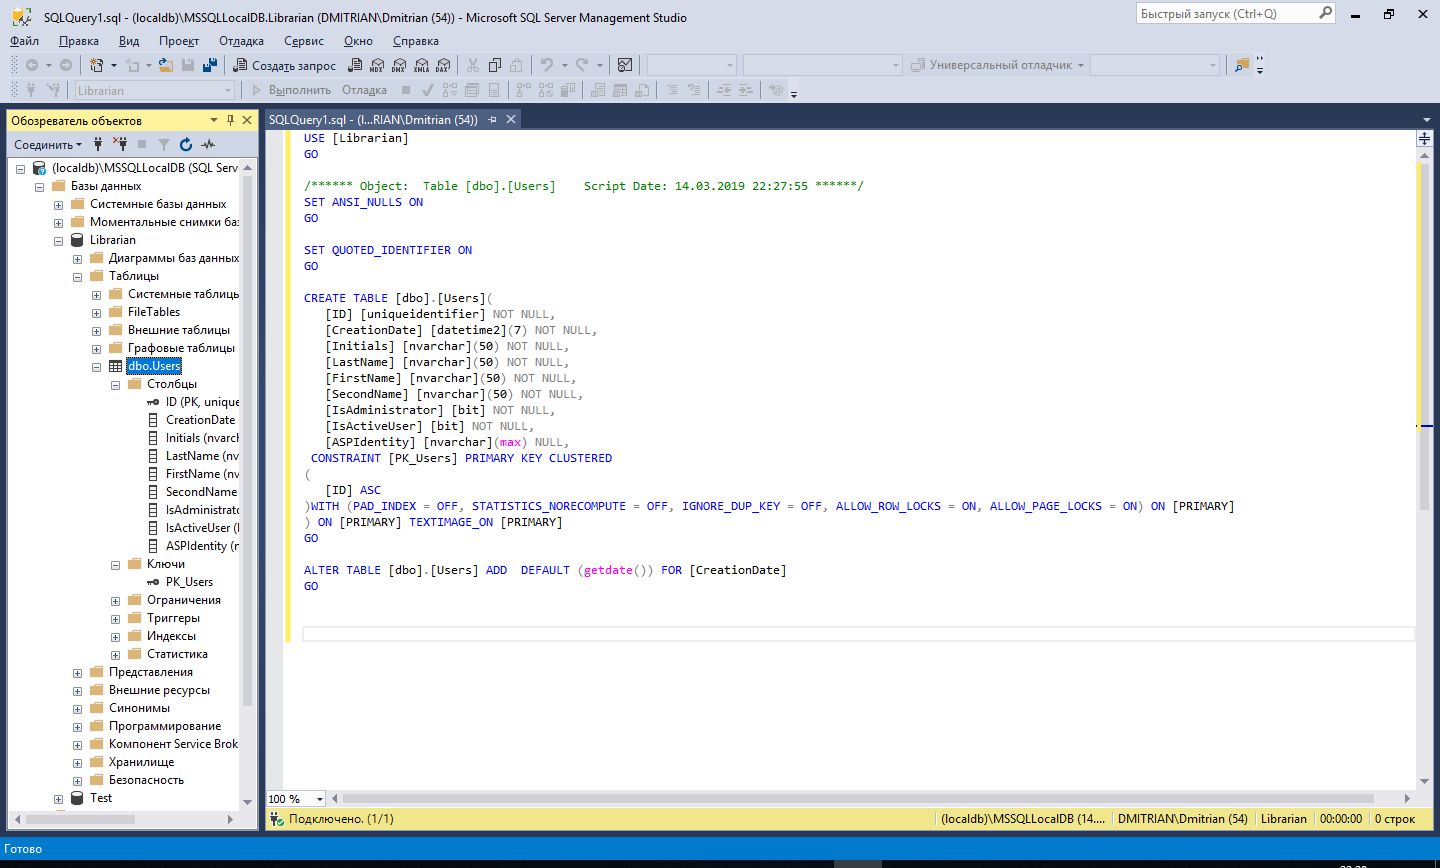 SQLQuery1.sql - (localdb)\MSSQLLocalDB.Librarian (DMITRIAN\Dmitrian (54)) - Microsoft SQL Server Management Studio
Быстрый запуск (Ctrl+Q)
Файл Правка Вид Проект Отладка Сервис Окно Справка
Создать запрос MDX DMX XMLA DAX Универсальный отладчик
Librarian Выполнить Отладка
Обозреватель объектов
Соединить
(localdb)\MSSQLLocalDB (SQL Serv
Базы данных
Системные базы данных
Моментальные снимки баз
Librarian
Диаграммы баз данных
Таблицы
Системные таблицы
FileTables
Внешние таблицы
Графовые таблицы
dbo.Users
Столбцы
ID (PK, unique
CreationDate
Initials (nvarch
LastName (nv
FirstName (nv
SecondName
IsAdministrato
IsActiveUser (
ASPIdentity (n
Ключи
PK_Users
Ограничения
Триггеры
Индексы
Статистика
Представления
Внешние ресурсы
Синонимы
Программирование
Компонент Service Brok
Хранилище
Безопасность
Test
SQLQuery1.sql - (l...RIAN\Dmitrian (54))
USE [Librarian]
GO
/****** Object:  Table [dbo].[Users]    Script Date: 14.03.2019 22:27:55 ******/
SET ANSI_NULLS ON
GO
SET QUOTED_IDENTIFIER ON
GO
CREATE TABLE [dbo].[Users](
[ID] [uniqueidentifier] NOT NULL,
[CreationDate] [datetime2](7) NOT NULL,
[Initials] [nvarchar](50) NOT NULL,
[LastName] [nvarchar](50) NOT NULL,
[FirstName] [nvarchar](50) NOT NULL,
[SecondName] [nvarchar](50) NOT NULL,
[IsAdministrator] [bit] NOT NULL,
[IsActiveUser] [bit] NOT NULL,
[ASPIdentity] [nvarchar](max) NULL,
CONSTRAINT [PK_Users] PRIMARY KEY CLUSTERED
(
[ID] ASC
)WITH (PAD_INDEX = OFF, STATISTICS_NORECOMPUTE = OFF, IGNORE_DUP_KEY = OFF, ALLOW_ROW_LOCKS = ON, ALLOW_PAGE_LOCKS = ON) ON [PRIMARY]
) ON [PRIMARY] TEXTIMAGE_ON [PRIMARY]
GO
ALTER TABLE [dbo].[Users] ADD  DEFAULT (getdate()) FOR [CreationDate]
GO
100 %
Подключено. (1/1) (localdb)\MSSQLLocalDB (14.... DMITRIAN\Dmitrian (54) Librarian 00:00:00 0 строк
Готово